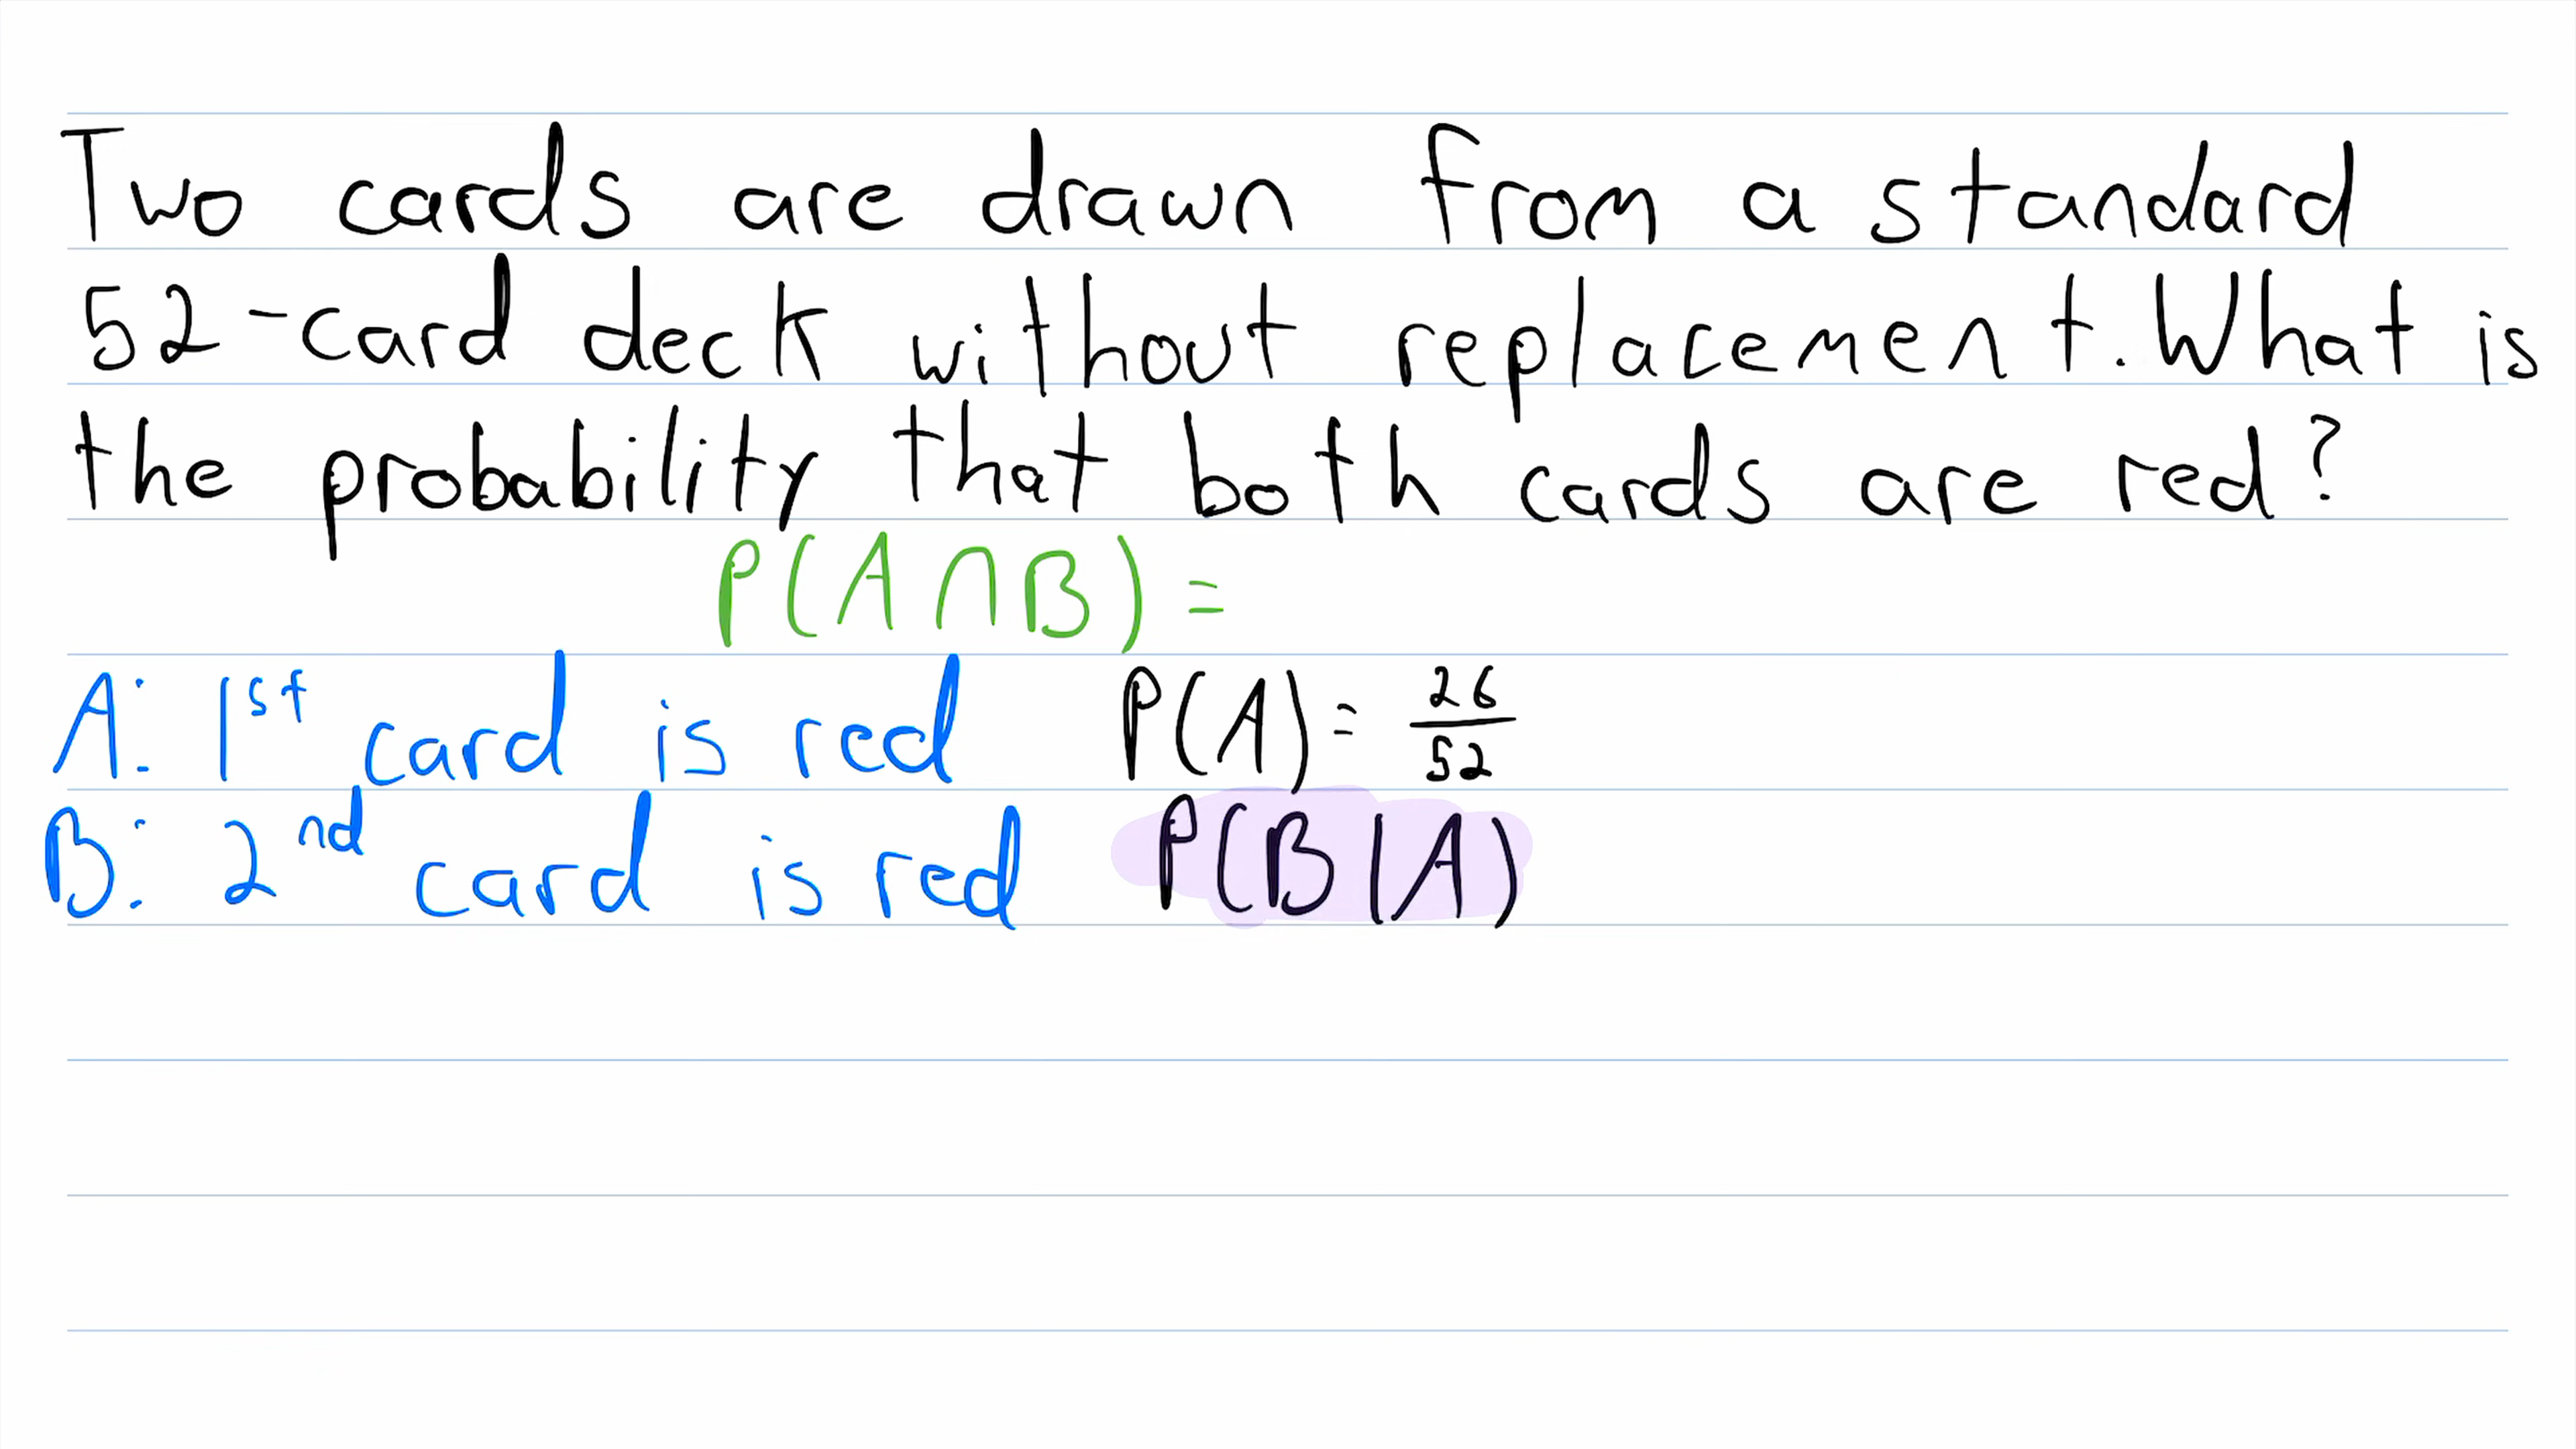 Two cards are drawn from a standard
52-card deck without replacement. What is
the probability that both cards are red?
P(A∩B) =
A: 1st card is red P(A) = 26/52
B: 2nd card is red P(B|A)